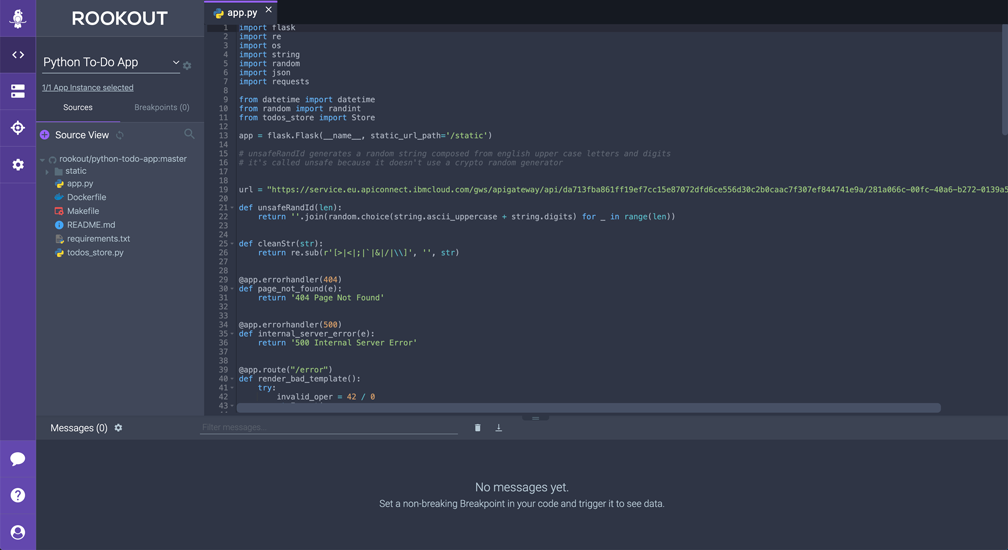 ROOKOUT
app.py
Python To-Do App
1/1 App Instance selected
Sources
Breakpoints (0)
Source View
rookout/python-todo-app:master
static
app.py
Dockerfile
Makefile
README.md
requirements.txt
todos_store.py
1 import flask
2 import re
3 import os
4 import string
5 import random
6 import json
7 import requests
8
9 from datetime import datetime
10 from random import randint
11 from todos_store import Store
12
13 app = flask.Flask(__name__, static_url_path='/static')
14
15 # unsafeRandId generates a random string composed from english upper case letters and digits
16 # it's called unsafe because it doesn't use a crypto random generator
17
18
19 url = "https://service.eu.apiconnect.ibmcloud.com/gws/apigateway/api/da713fba861ff19ef7cc15e87072dfd6ce556d30c2b0caac7f307ef844741e9a/281a066c-00fc-40a6-b272-0139a5
20
21 def unsafeRandId(len):
22 return ''.join(random.choice(string.ascii_uppercase + string.digits) for _ in range(len))
23
24
25 def cleanStr(str):
26 return re.sub(r'[>|<|;|`|&|/|\\]', '', str)
27
28
29 @app.errorhandler(404)
30 def page_not_found(e):
31 return '404 Page Not Found'
32
33
34 @app.errorhandler(500)
35 def internal_server_error(e):
36 return '500 Internal Server Error'
37
38
39 @app.route("/error")
40 def render_bad_template():
41 try:
42 invalid_oper = 42 / 0
43
Messages (0)
Filter messages...
No messages yet.
Set a non-breaking Breakpoint in your code and trigger it to see data.